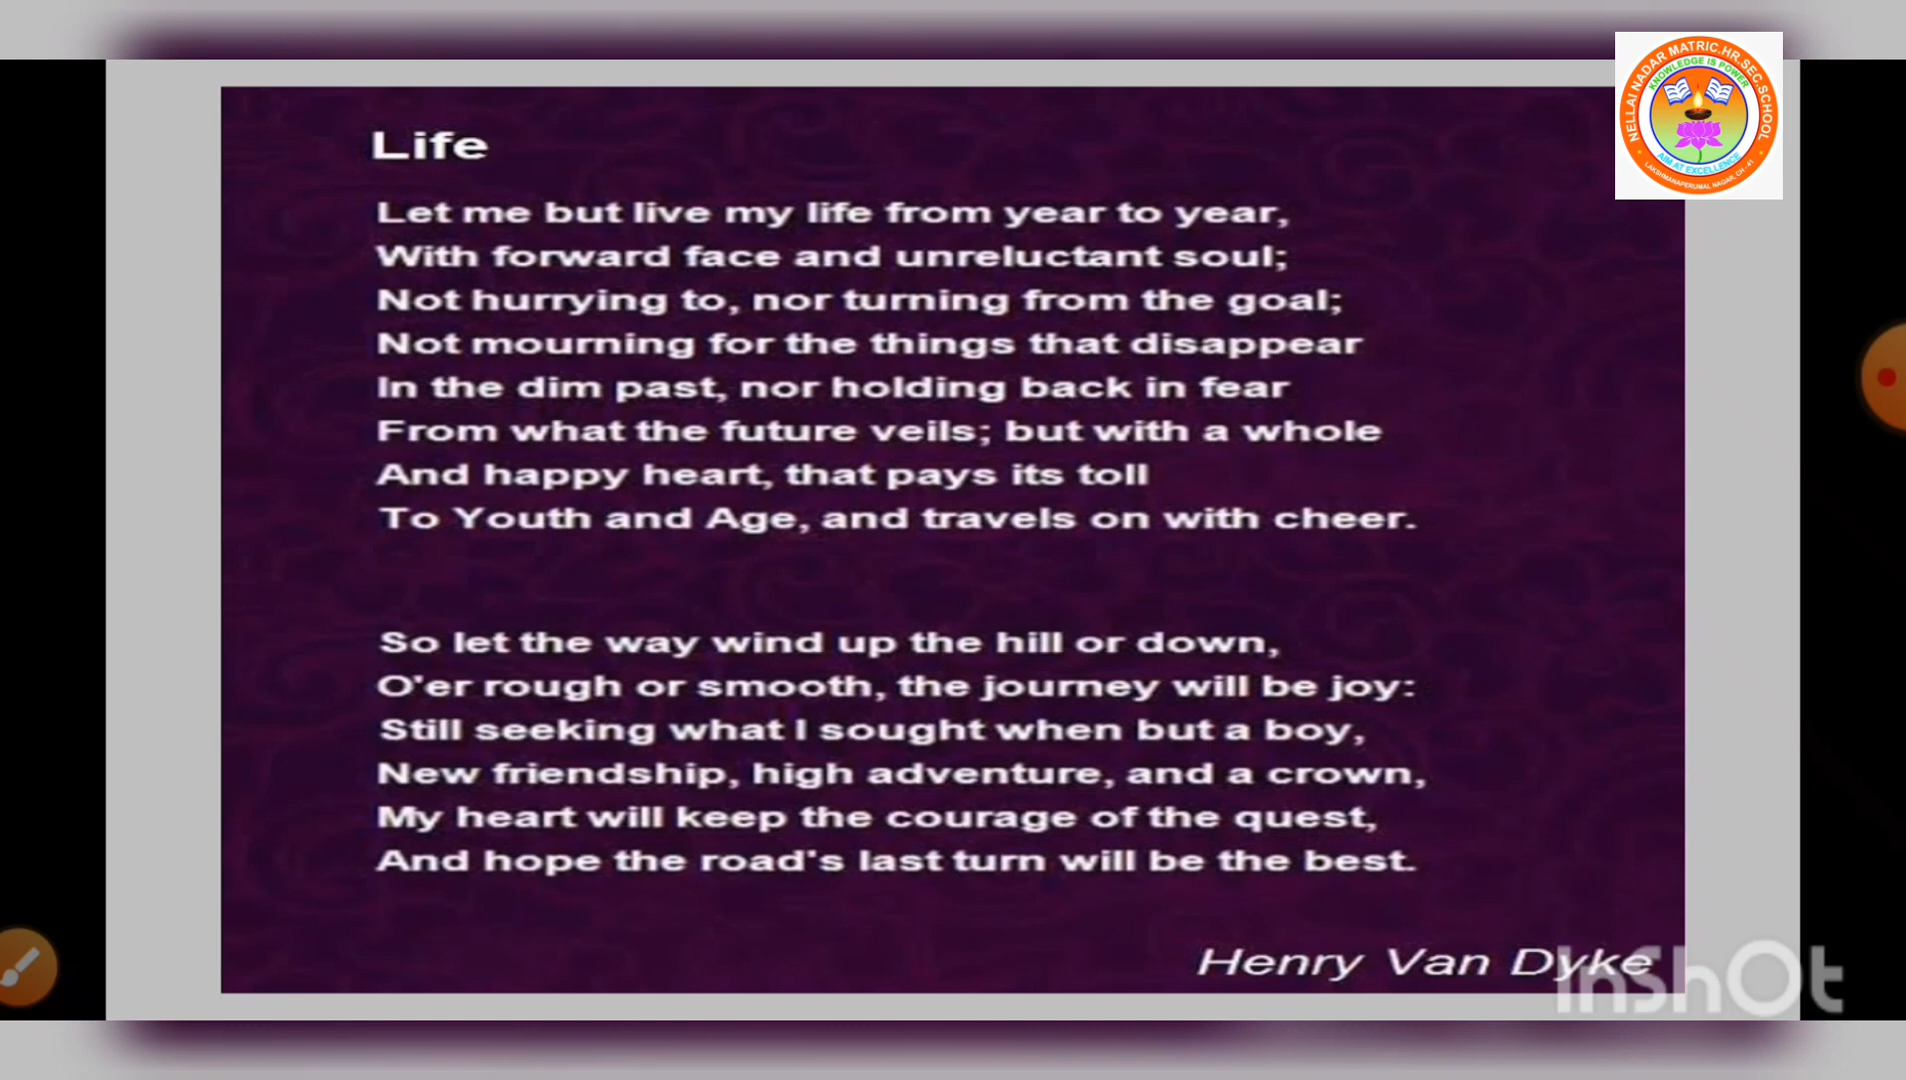 NELLAI NADAR MATRIC.HR.SEC.SCHOOL
KNOWLEDGE IS POWER
AIM AT EXCELLENCE
LAKSHMANAPERUMAL NAGAR, CH - 41
Life
Let me but live my life from year to year,
With forward face and unreluctant soul;
Not hurrying to, nor turning from the goal;
Not mourning for the things that disappear
In the dim past, nor holding back in fear
From what the future veils; but with a whole
And happy heart, that pays its toll
To Youth and Age, and travels on with cheer.
So let the way wind up the hill or down,
O'er rough or smooth, the journey will be joy:
Still seeking what I sought when but a boy,
New friendship, high adventure, and a crown,
My heart will keep the courage of the quest,
And hope the road's last turn will be the best.
Henry Van Dyke
InShOt